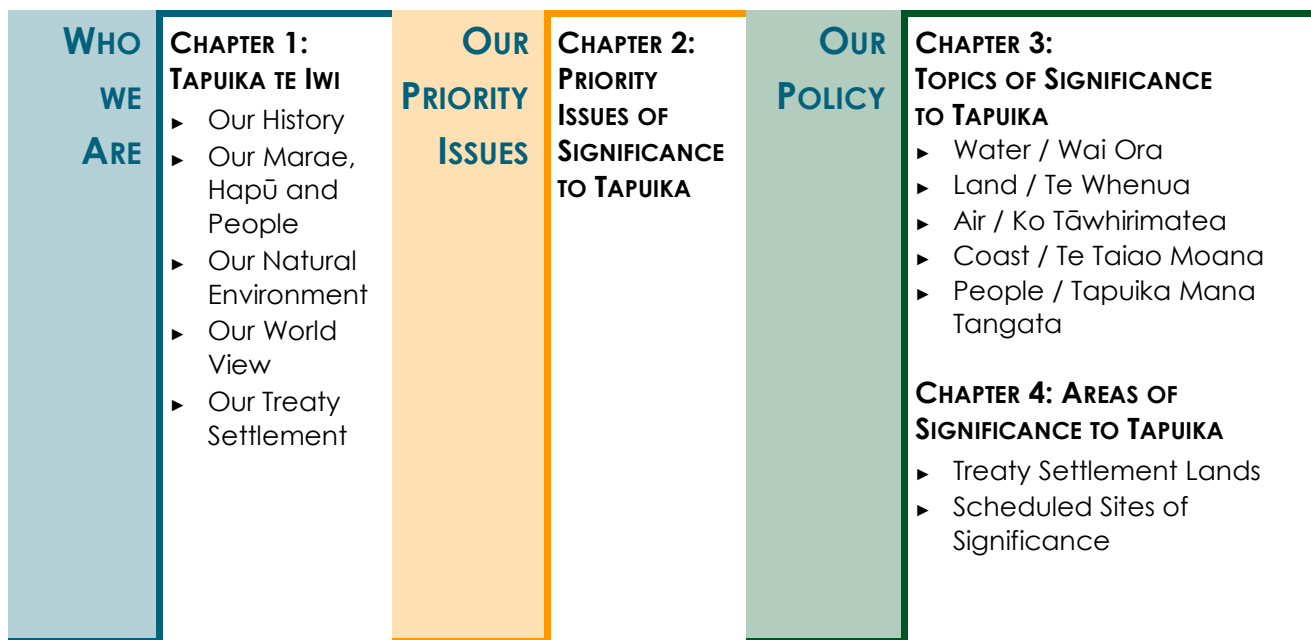 WHO
WE
ARE
CHAPTER 1:
TAPUIKA TE IWI
► Our History
► Our Marae,
Hapū and
People
► Our Natural
Environment
► Our World
View
► Our Treaty
Settlement
OUR
PRIORITY
ISSUES
CHAPTER 2:
PRIORITY
ISSUES OF
SIGNIFICANCE
TO TAPUIKA
OUR
POLICY
CHAPTER 3:
TOPICS OF SIGNIFICANCE
TO TAPUIKA
► Water / Wai Ora
► Land / Te Whenua
► Air / Ko Tāwhirimatea
► Coast / Te Taiao Moana
► People / Tapuika Mana
Tangata
CHAPTER 4: AREAS OF
SIGNIFICANCE TO TAPUIKA
► Treaty Settlement Lands
► Scheduled Sites of
Significance